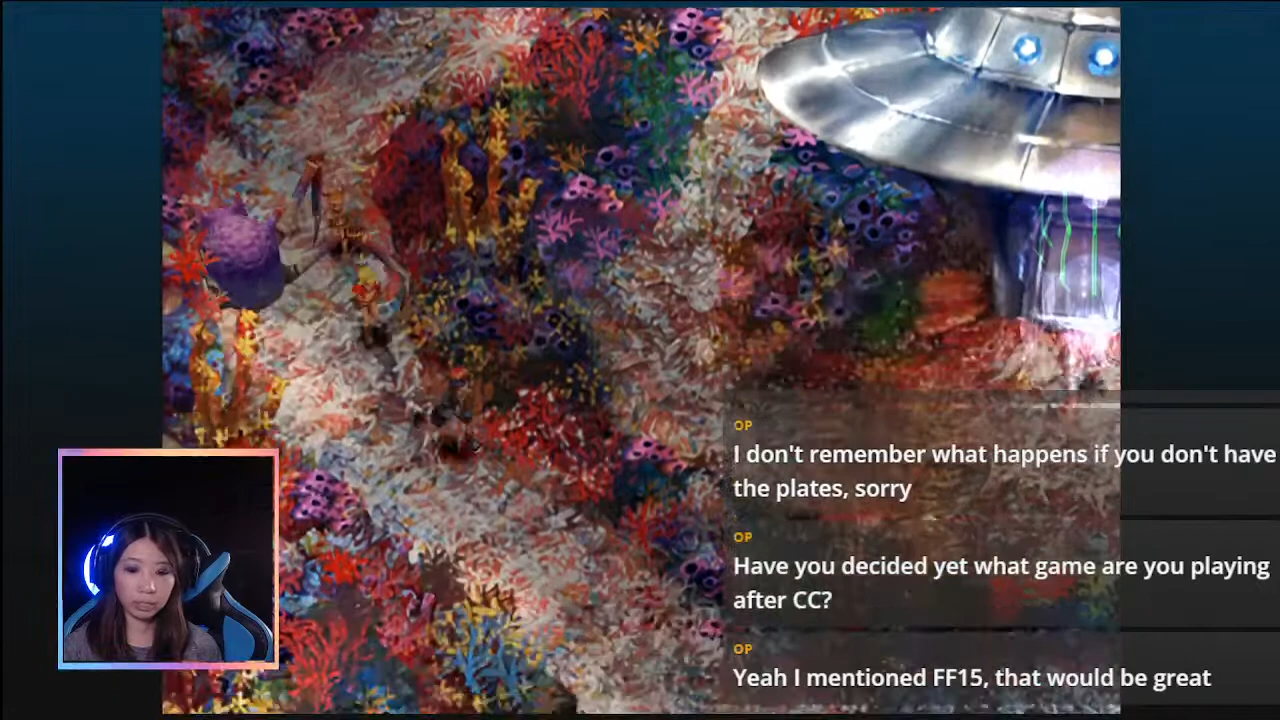 OP
I don't remember what happens if you don't have
the plates, sorry
OP
Have you decided yet what game are you playing
after CC?
OP
Yeah I mentioned FF15, that would be great